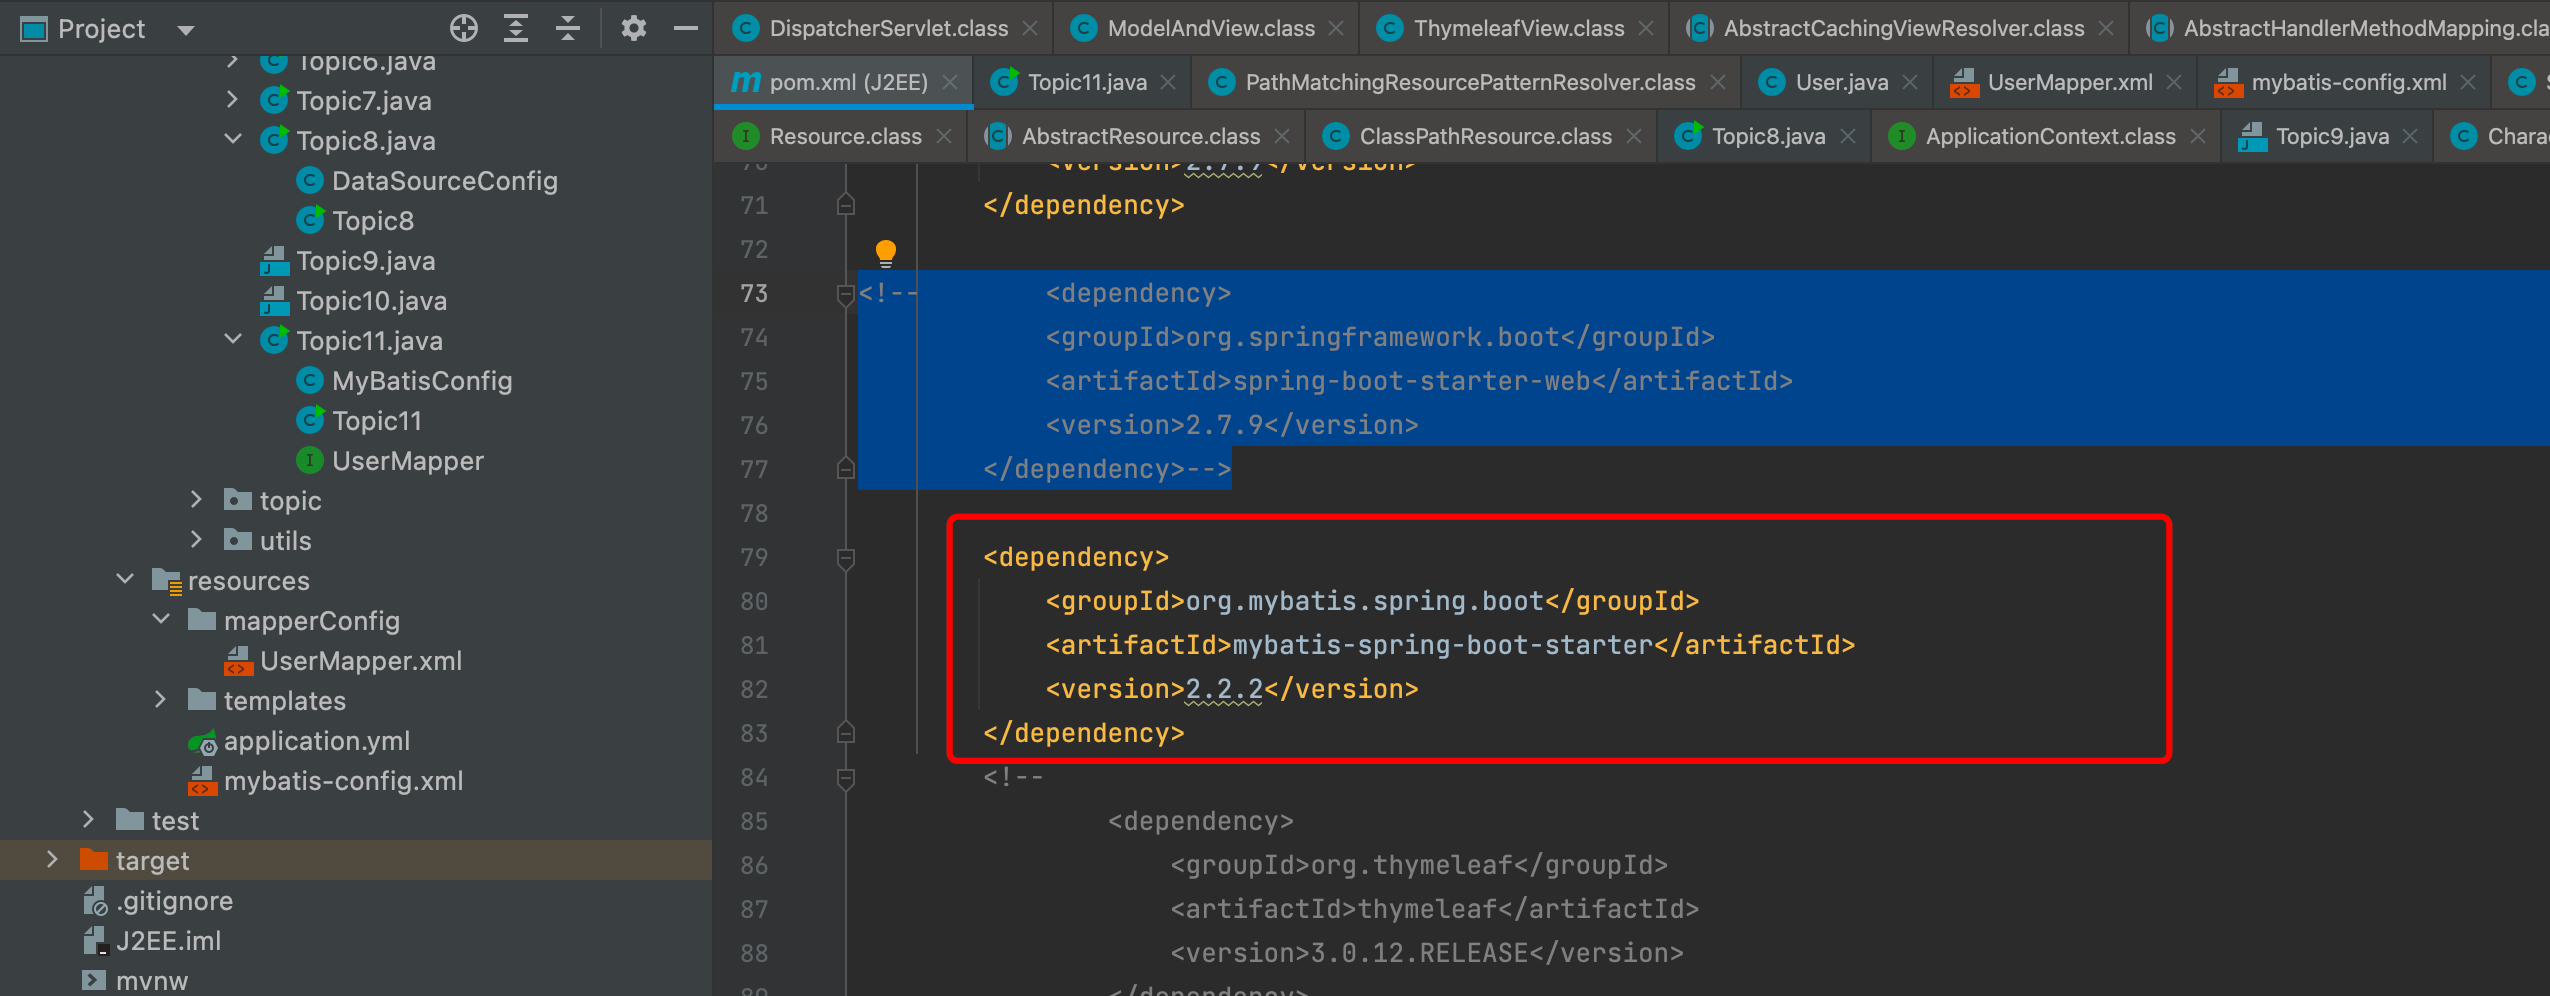 Project
Topic6.java
Topic7.java
Topic8.java
DataSourceConfig
Topic8
Topic9.java
Topic10.java
Topic11.java
MyBatisConfig
Topic11
UserMapper
topic
utils
resources
mapperConfig
UserMapper.xml
templates
application.yml
mybatis-config.xml
test
target
.gitignore
J2EE.iml
mvnw
DispatcherServlet.class ModelAndView.class ThymeleafView.class AbstractCachingViewResolver.class AbstractHandlerMethodMapping.cla
pom.xml (J2EE) Topic11.java PathMatchingResourcePatternResolver.class User.java UserMapper.xml mybatis-config.xml
Resource.class AbstractResource.class ClassPathResource.class Topic8.java ApplicationContext.class Topic9.java Chara
70 <version>2.7.9</version>
71 </dependency>
72
73 <!-- <dependency>
74 <groupId>org.springframework.boot</groupId>
75 <artifactId>spring-boot-starter-web</artifactId>
76 <version>2.7.9</version>
77 </dependency>-->
78
79 <dependency>
80 <groupId>org.mybatis.spring.boot</groupId>
81 <artifactId>mybatis-spring-boot-starter</artifactId>
82 <version>2.2.2</version>
83 </dependency>
84 <!--
85 <dependency>
86 <groupId>org.thymeleaf</groupId>
87 <artifactId>thymeleaf</artifactId>
88 <version>3.0.12.RELEASE</version>
89 </dependency>